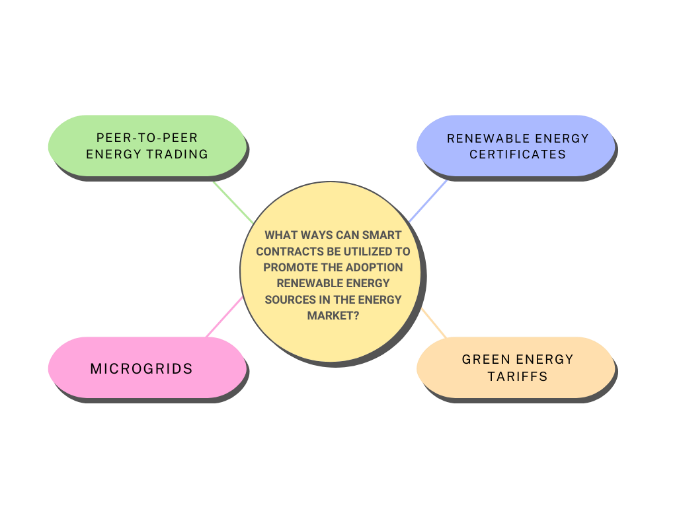 PEER-TO-PEER
ENERGY TRADING
RENEWABLE ENERGY
CERTIFICATES
WHAT WAYS CAN SMART
CONTRACTS BE UTILIZED TO
PROMOTE THE ADOPTION
RENEWABLE ENERGY
SOURCES IN THE ENERGY
MARKET?
MICROGRIDS
GREEN ENERGY
TARIFFS